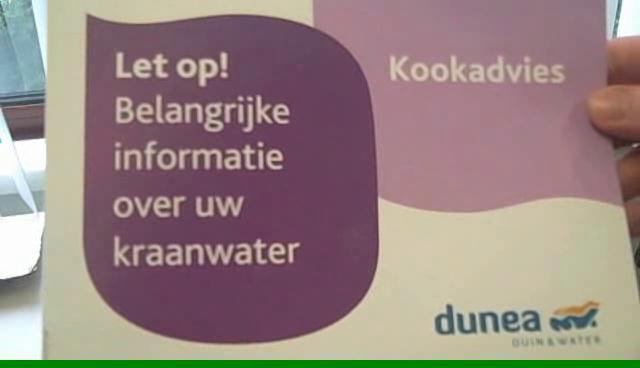 Let op!
Belangrijke
informatie
over uw
kraanwater
Kookadvies
dunea
DUIN & WATER